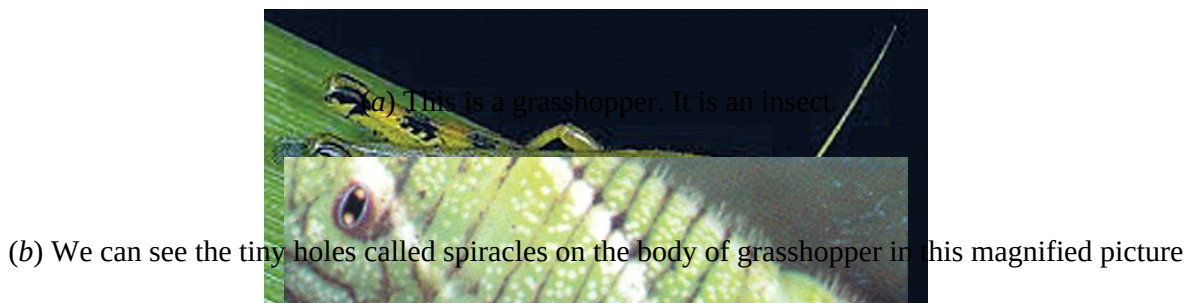 (a) This is a grasshopper. It is an insect
(b) We can see the tiny holes called spiracles on the body of grasshopper in this magnified picture